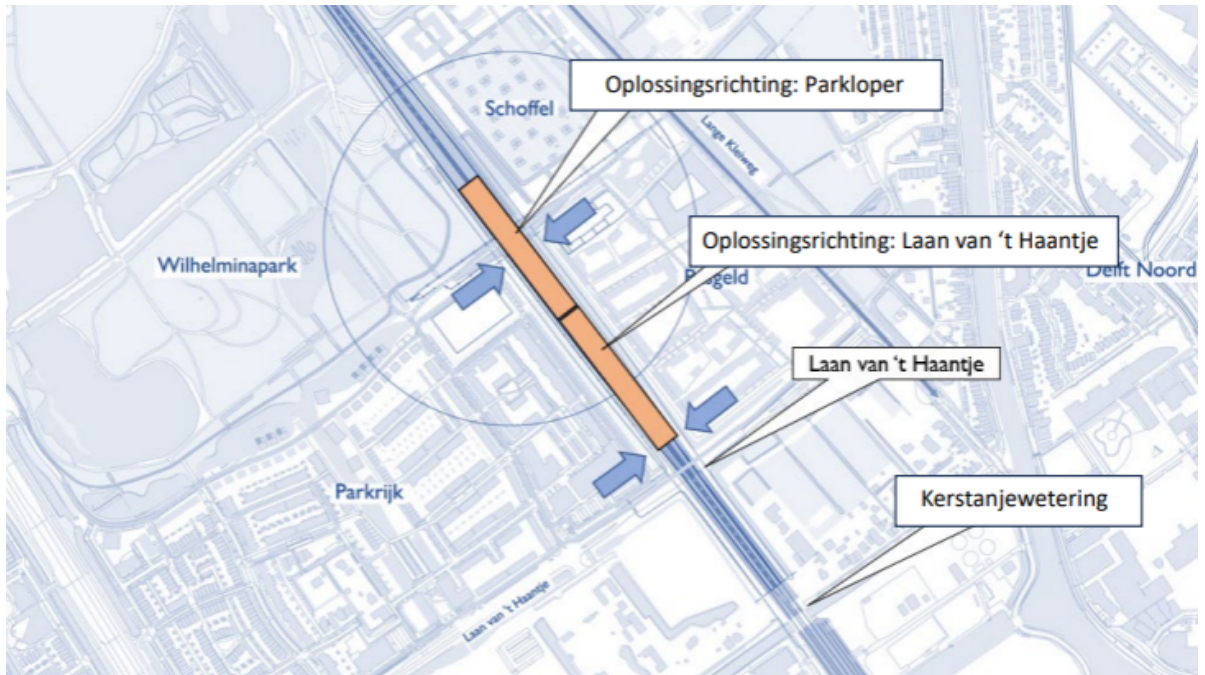 Oplossingsrichting: Parkloper
Schoffel
Lange Kleiweg
Oplossingsrichting: Laan van ‘t Haantje
Wilhelminapark
Delft Noord
Laan van ‘t Haantje
Parkrijk
Kerstanjewetering
Laan van ‘t Haantje